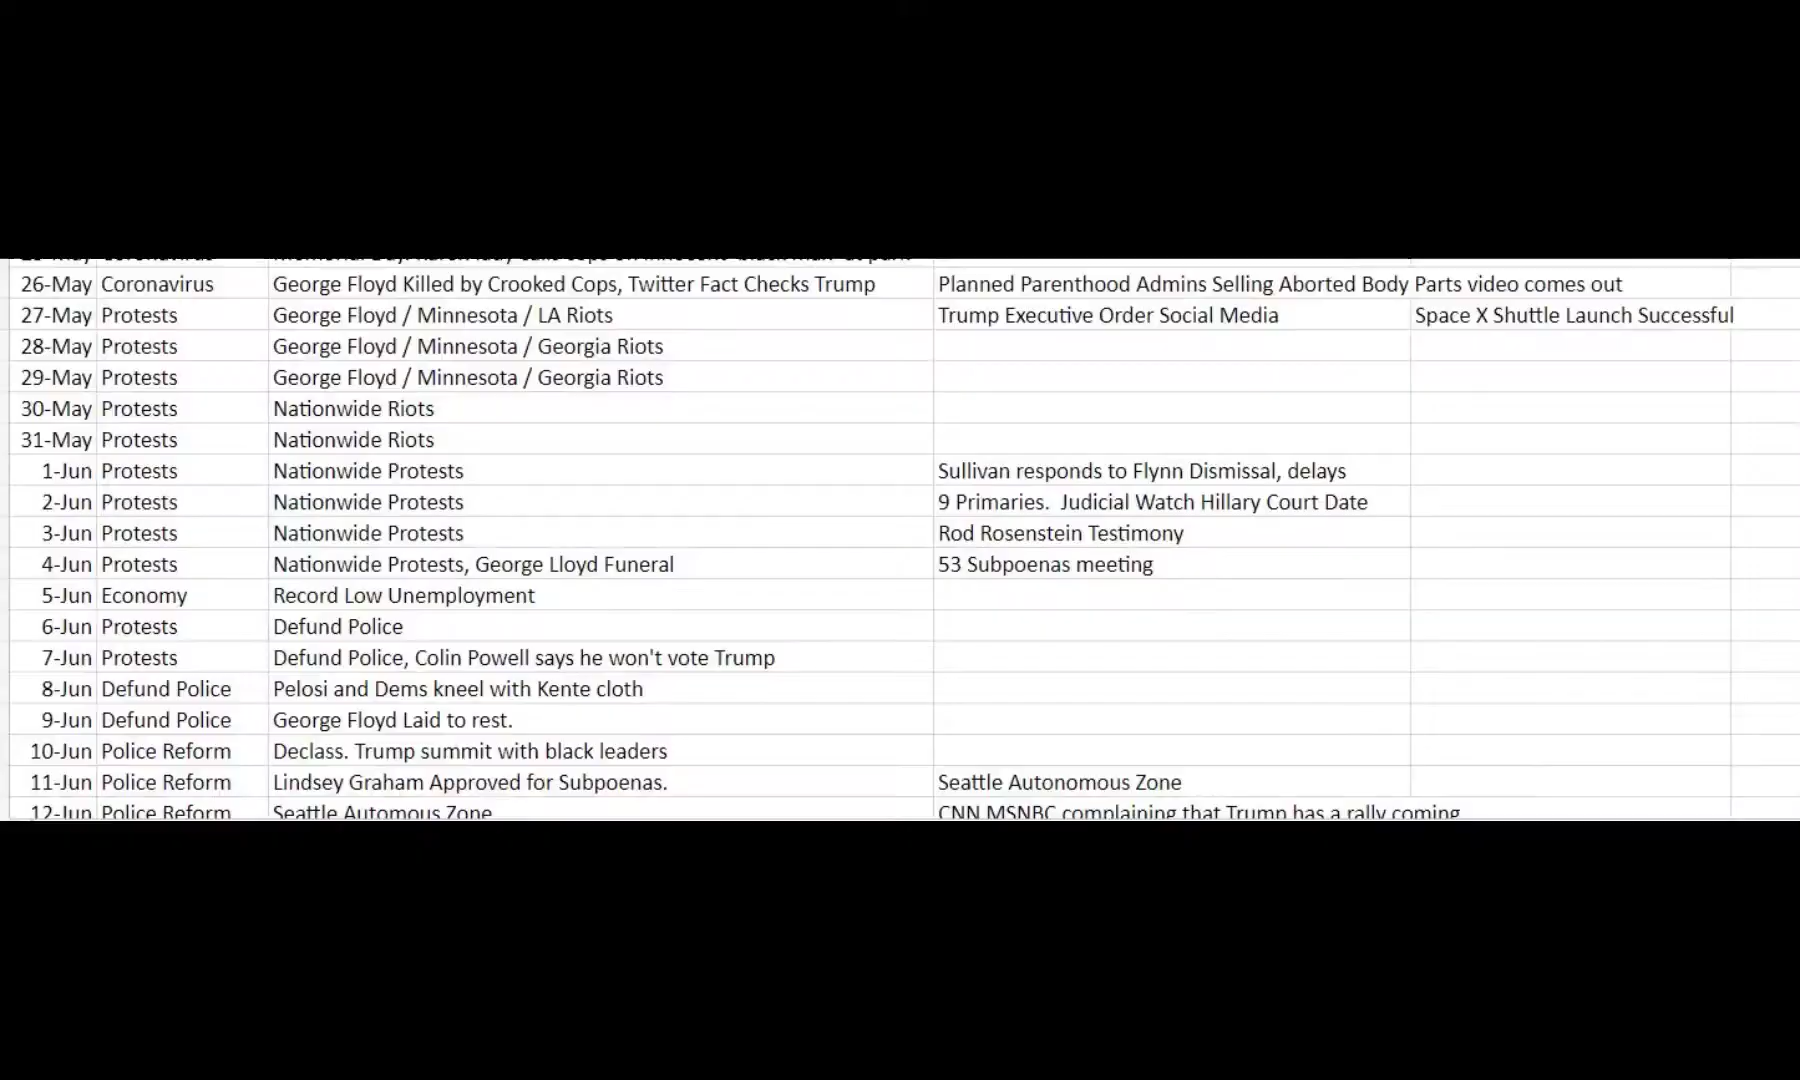 26-May Coronavirus George Floyd Killed by Crooked Cops, Twitter Fact Checks Trump Planned Parenthood Admins Selling Aborted Body Parts video comes out
27-May Protests George Floyd / Minnesota / LA Riots Trump Executive Order Social Media Space X Shuttle Launch Successful
28-May Protests George Floyd / Minnesota / Georgia Riots
29-May Protests George Floyd / Minnesota / Georgia Riots
30-May Protests Nationwide Riots
31-May Protests Nationwide Riots
1-Jun Protests Nationwide Protests Sullivan responds to Flynn Dismissal, delays
2-Jun Protests Nationwide Protests 9 Primaries. Judicial Watch Hillary Court Date
3-Jun Protests Nationwide Protests Rod Rosenstein Testimony
4-Jun Protests Nationwide Protests, George Lloyd Funeral 53 Subpoenas meeting
5-Jun Economy Record Low Unemployment
6-Jun Protests Defund Police
7-Jun Protests Defund Police, Colin Powell says he won't vote Trump
8-Jun Defund Police Pelosi and Dems kneel with Kente cloth
9-Jun Defund Police George Floyd Laid to rest.
10-Jun Police Reform Declass. Trump summit with black leaders
11-Jun Police Reform Lindsey Graham Approved for Subpoenas. Seattle Autonomous Zone
12-Jun Police Reform Seattle Automous Zone CNN MSNBC complaining that Trump has a rally coming